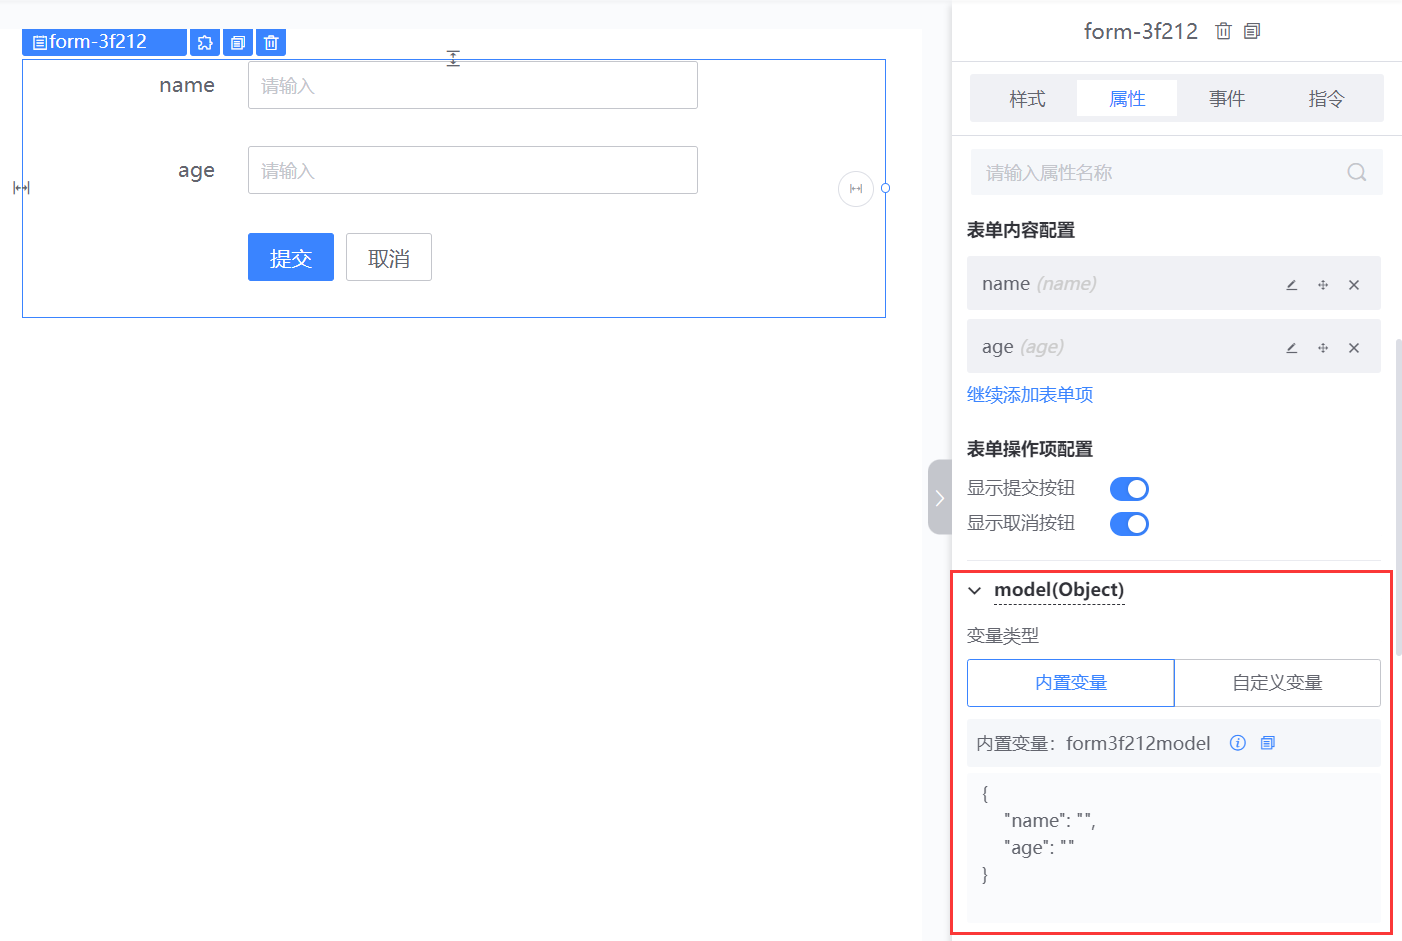 form-3f212
name
请输入
age
请输入
提交
取消
form-3f212
样式
属性
事件
指令
请输入属性名称
表单内容配置
name (name)
age (age)
继续添加表单项
表单操作项配置
显示提交按钮
显示取消按钮
model(Object)
变量类型
内置变量
自定义变量
内置变量：form3f212model
{
"name": "",
"age": ""
}